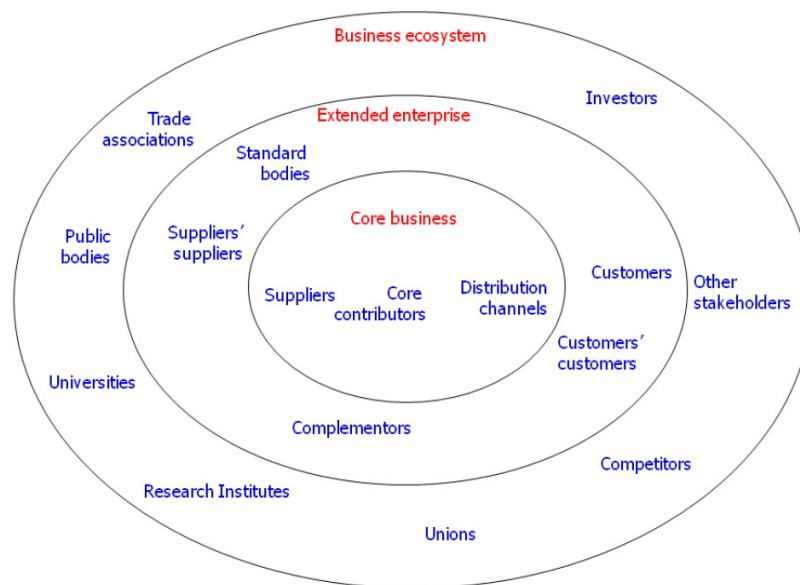 Business ecosystem
Investors
Extended enterprise
Trade
associations
Standard
bodies
Core business
Public
bodies
Suppliers’
suppliers
Customers
Other
stakeholders
Suppliers
Core
contributors
Distribution
channels
Customers’
customers
Universities
Complementors
Competitors
Research Institutes
Unions